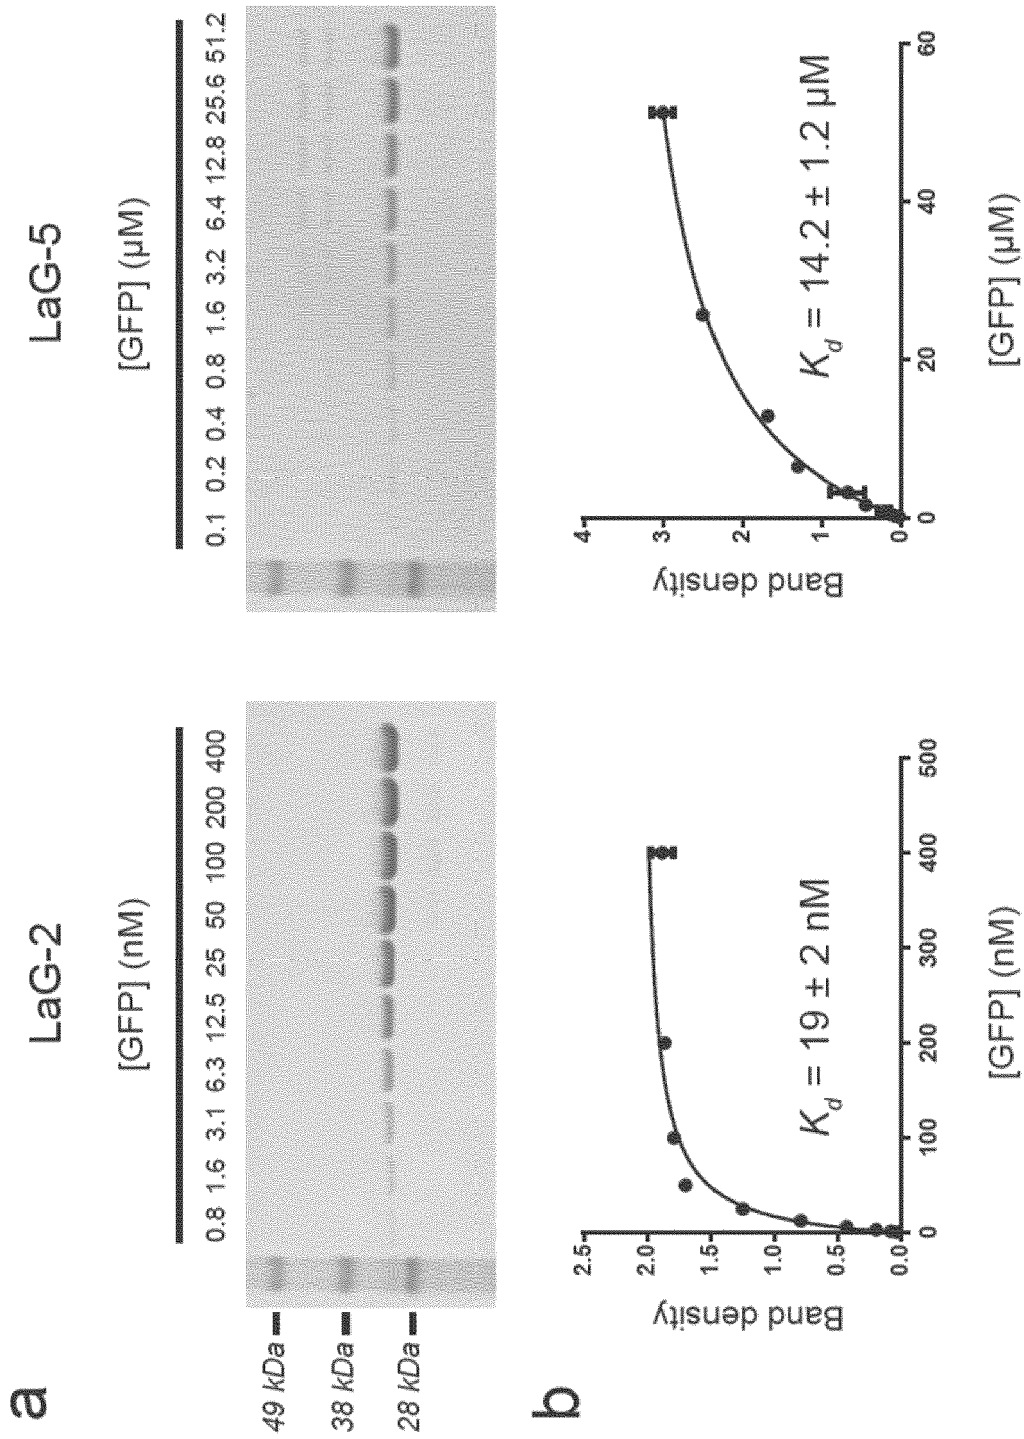 a
LaG-2
[GFP] (nM)
0.8 1.6 3.1 6.3 12.5 25 50 100 200 400
49 kDa
38 kDa
28 kDa
LaG-5
[GFP] (µM)
0.1 0.2 0.4 0.8 1.6 3.2 6.4 12.8 25.6 51.2
b
Band density
2.5
2.0
1.5
1.0
0.5
0.0
Kd = 19 ± 2 nM
0 100 200 300 400 500
[GFP] (nM)
Band density
4
3
2
1
0
Kd = 14.2 ± 1.2 µM
0 20 40 60
[GFP] (µM)